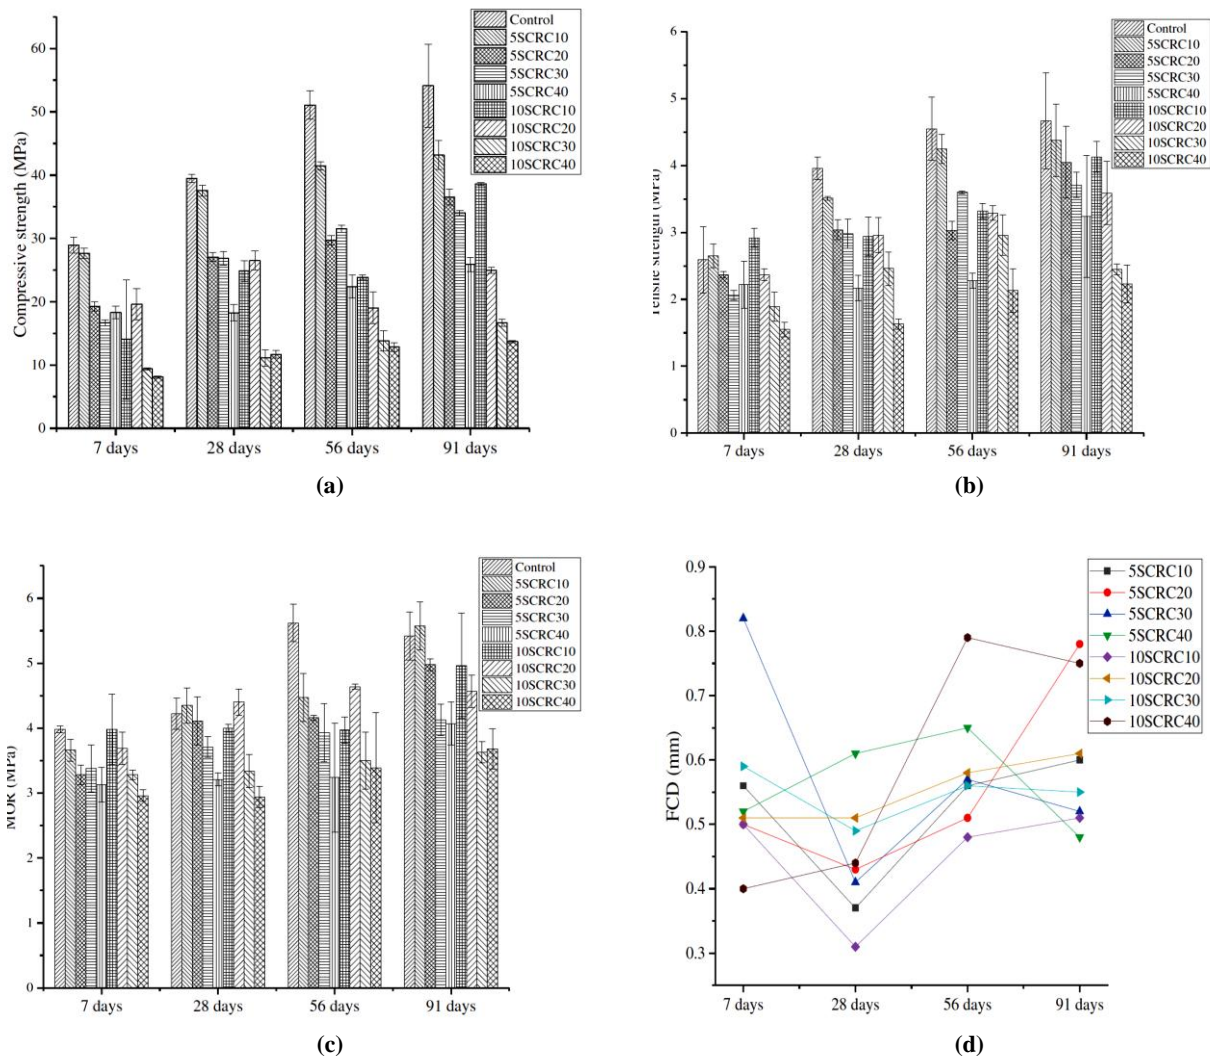 Control
5SCRC10
5SCRC20
5SCRC30
5SCRC40
10SCRC10
10SCRC20
10SCRC30
10SCRC40
Compressive strength (MPa)
60
50
40
30
20
10
0
7 days 28 days 56 days 91 days
(a)
Control
5SCRC10
5SCRC20
5SCRC30
5SCRC40
10SCRC10
10SCRC20
10SCRC30
10SCRC40
Tensile strength (MPa)
6
5
4
3
2
1
0
7 days 28 days 56 days 91 days
(b)
Control
5SCRC10
5SCRC20
5SCRC30
5SCRC40
10SCRC10
10SCRC20
10SCRC30
10SCRC40
MOR (MPa)
6
5
4
3
2
1
0
7 days 28 days 56 days 91 days
(c)
5SCRC10
5SCRC20
5SCRC30
5SCRC40
10SCRC10
10SCRC20
10SCRC30
10SCRC40
FCD (mm)
0.9
0.8
0.7
0.6
0.5
0.4
0.3
7 days 28 days 56 days 91 days
(d)